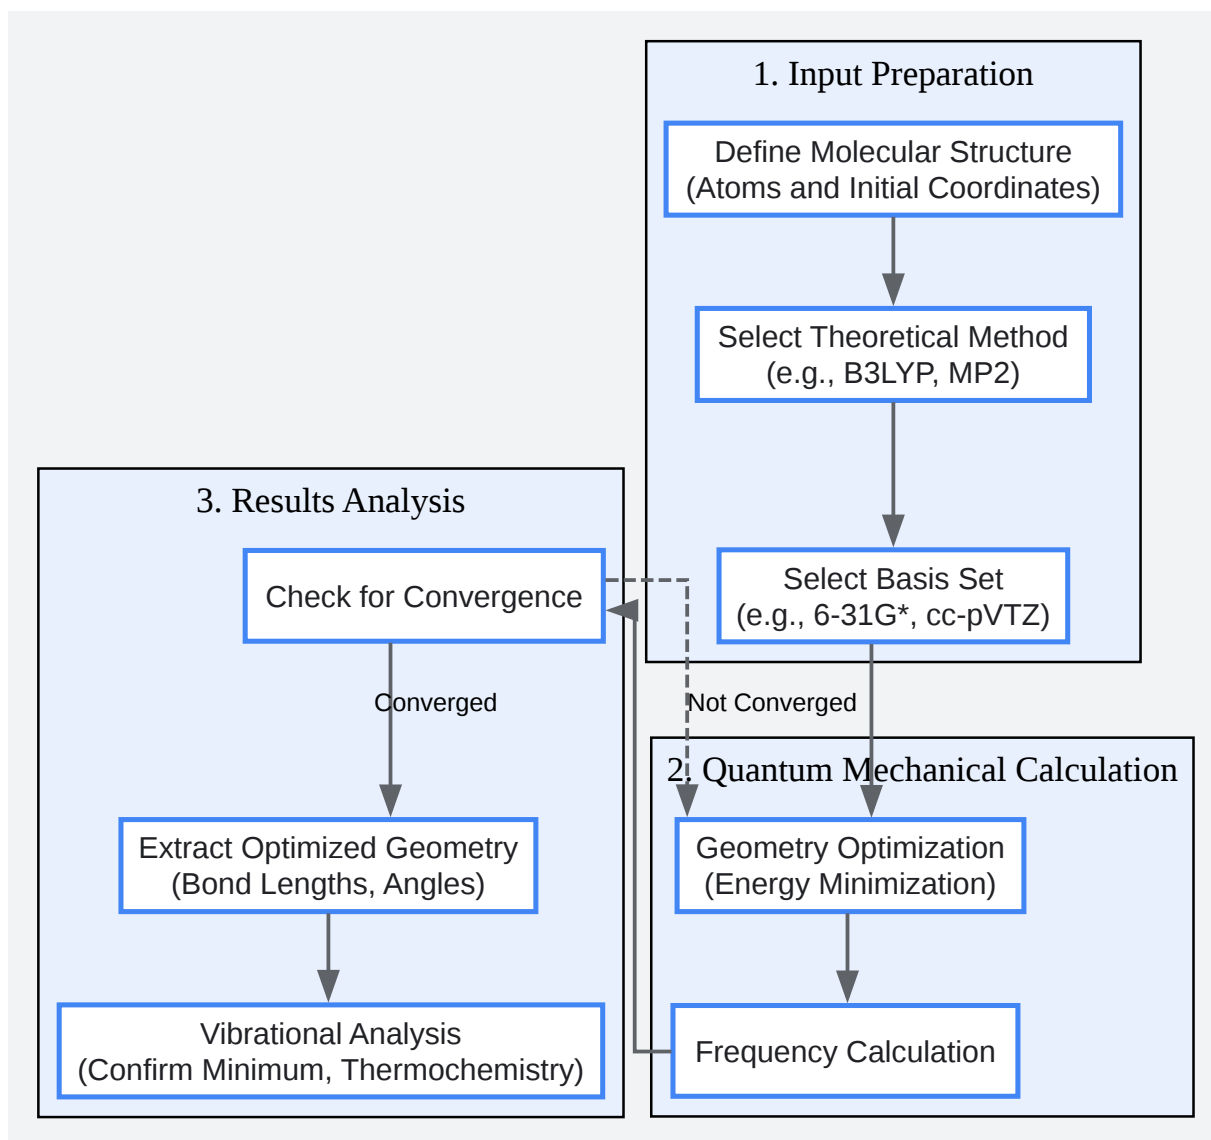 1. Input Preparation
Define Molecular Structure
(Atoms and Initial Coordinates)
Select Theoretical Method
(e.g., B3LYP, MP2)
Select Basis Set
(e.g., 6-31G*, cc-pVTZ)
Not Converged
2. Quantum Mechanical Calculation
Geometry Optimization
(Energy Minimization)
Frequency Calculation
3. Results Analysis
Check for Convergence
Converged
Extract Optimized Geometry
(Bond Lengths, Angles)
Vibrational Analysis
(Confirm Minimum, Thermochemistry)